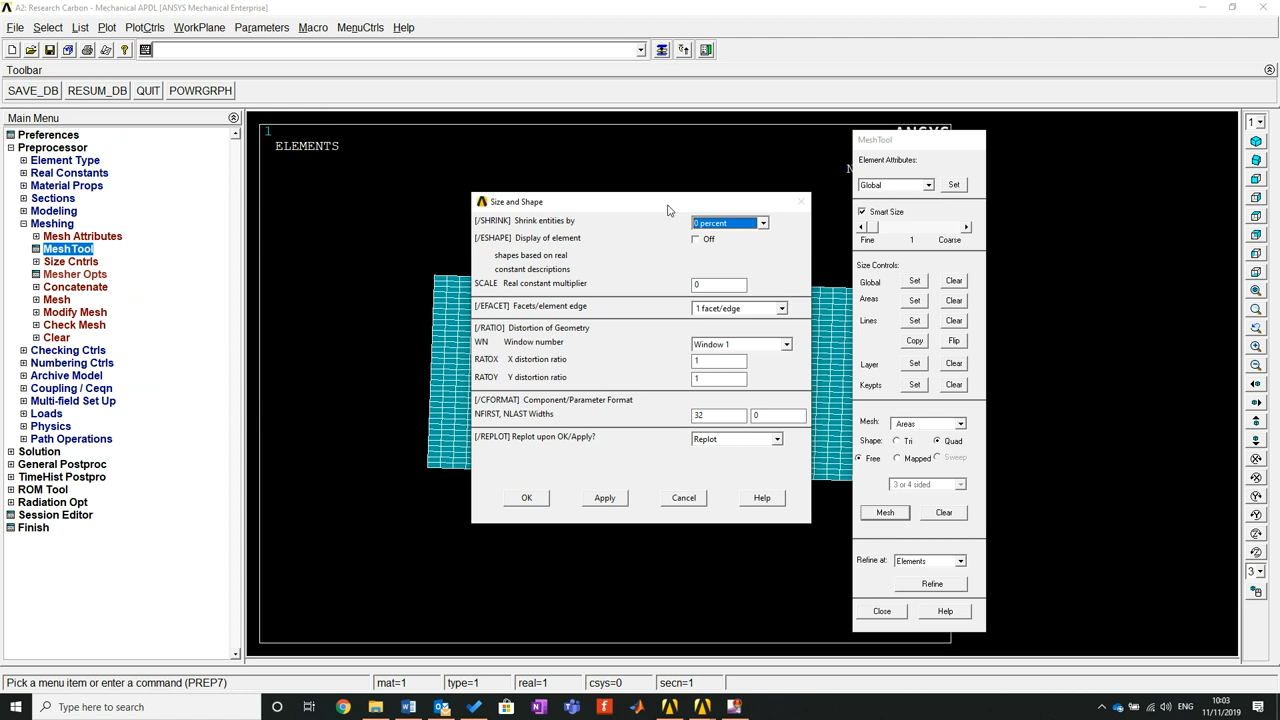 A2: Research Carbon - Mechanical APDL [ANSYS Mechanical Enterprise]
File Select List Plot PlotCtrls WorkPlane Parameters Macro MenuCtrls Help
Toolbar
SAVE_DB RESUM_DB QUIT POWRGRPH
Main Menu
Preferences
Preprocessor
Element Type
Real Constants
Material Props
Sections
Modeling
Meshing
Mesh Attributes
MeshTool
Size Cntrls
Mesher Opts
Concatenate
Mesh
Modify Mesh
Check Mesh
Clear
Checking Ctrls
Numbering Ctrls
Archive Model
Coupling / Ceqn
Multi-field Set Up
Loads
Physics
Path Operations
Solution
General Postproc
TimeHist Postpro
ROM Tool
Radiation Opt
Session Editor
Finish
1
ELEMENTS
ANSYS
N
Size and Shape
[/SHRINK] Shrink entities by 0 percent
[/ESHAPE] Display of element Off
shapes based on real
constant descriptions
SCALE Real constant multiplier 0
[/EFACET] Facets/element edge 1 facet/edge
[/RATIO] Distortion of Geometry
WN Window number Window 1
RATOX X distortion ratio 1
RATOY Y distortion ratio 1
[/CFORMAT] Component/Parameter Format
NFIRST, NLAST Widths 32 0
[/REPLOT] Replot upon OK/Apply? Replot
OK Apply Cancel Help
MeshTool
Element Attributes:
Global Set
Smart Size
Fine 1 Coarse
Size Controls:
Global Set Clear
Areas Set Clear
Lines Set Clear
Copy Flip
Layer Set Clear
Keypts Set Clear
Mesh: Areas
Shape: Tri Quad
Free Mapped Sweep
3 or 4 sided
Mesh Clear
Refine at: Elements
Refine
Close Help
1
3
Pick a menu item or enter a command (PREP7) mat=1 type=1 real=1 csys=0 secn=1
Type here to search
ENG
10:03
11/11/2019